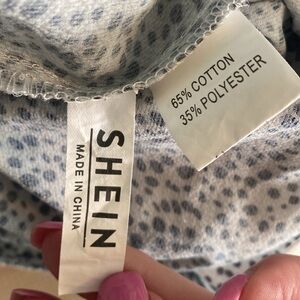 65% COTTON
35% POLYESTER
SHEIN
MADE IN CHINA